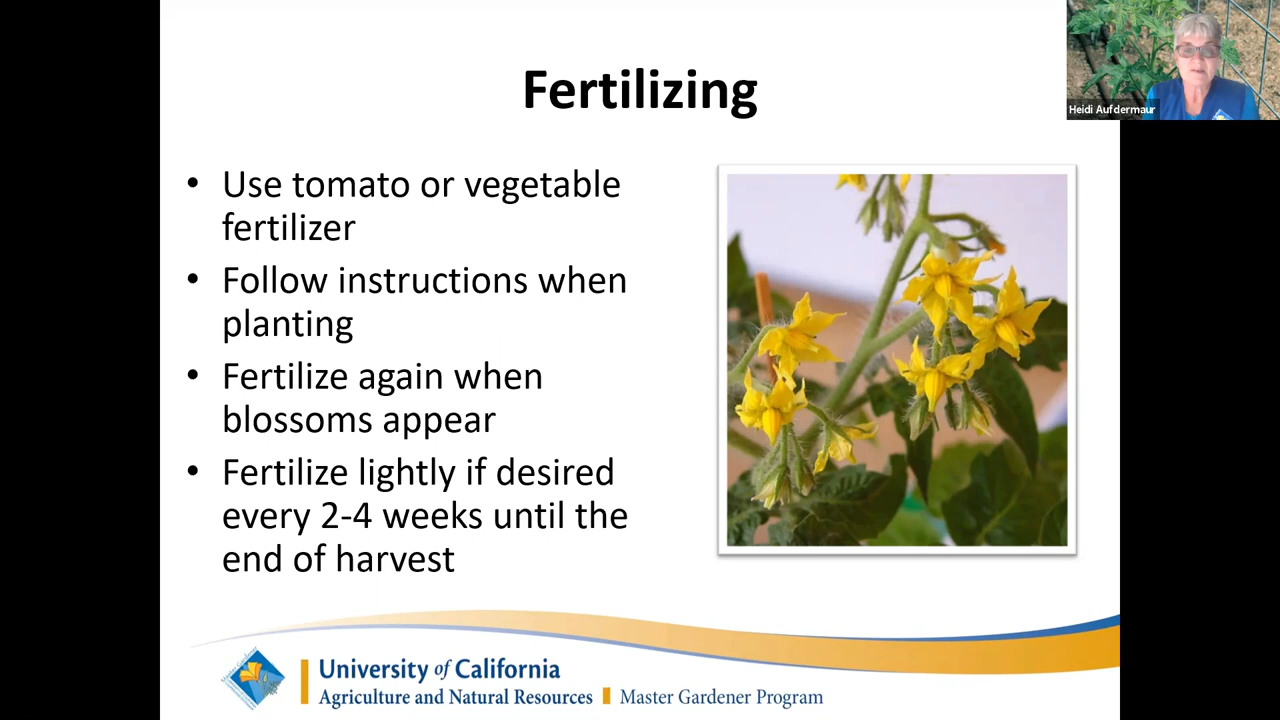 Fertilizing
Heidi Aufdermaur
• Use tomato or vegetable
fertilizer
• Follow instructions when
planting
• Fertilize again when
blossoms appear
• Fertilize lightly if desired
every 2-4 weeks until the
end of harvest
University of California
Agriculture and Natural Resources Master Gardener Program